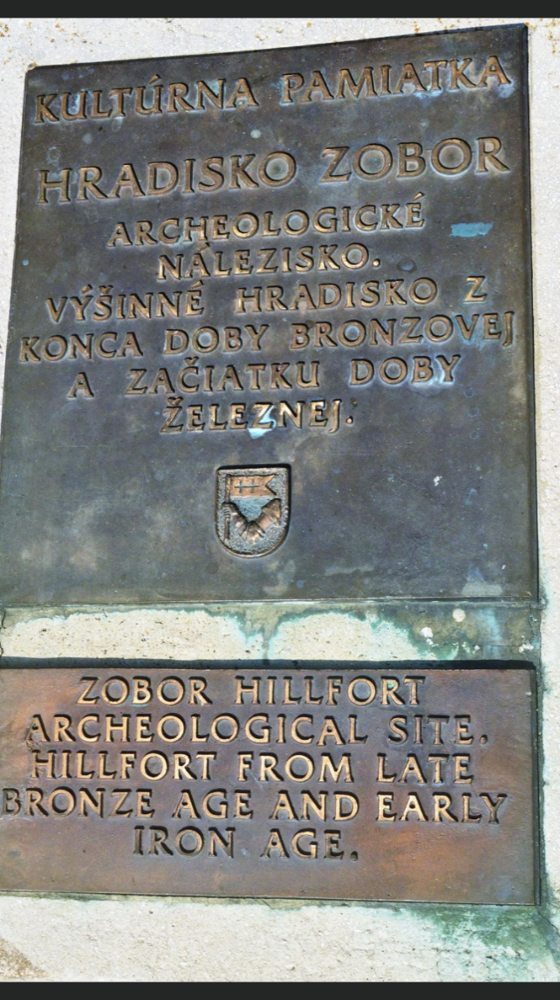 KULTÚRNA PAMIATKA
HRADISKO ZOBOR
ARCHEOLOGICKÉ
NÁLEZISKO.
VÝŠINNÉ HRADISKO Z
KONCA DOBY BRONZOVEJ
A ZAČIATKU DOBY
ŽELEZNEJ.
ZOBOR HILLFORT
ARCHEOLOGICAL SITE.
HILLFORT FROM LATE
BRONZE AGE AND EARLY
IRON AGE.